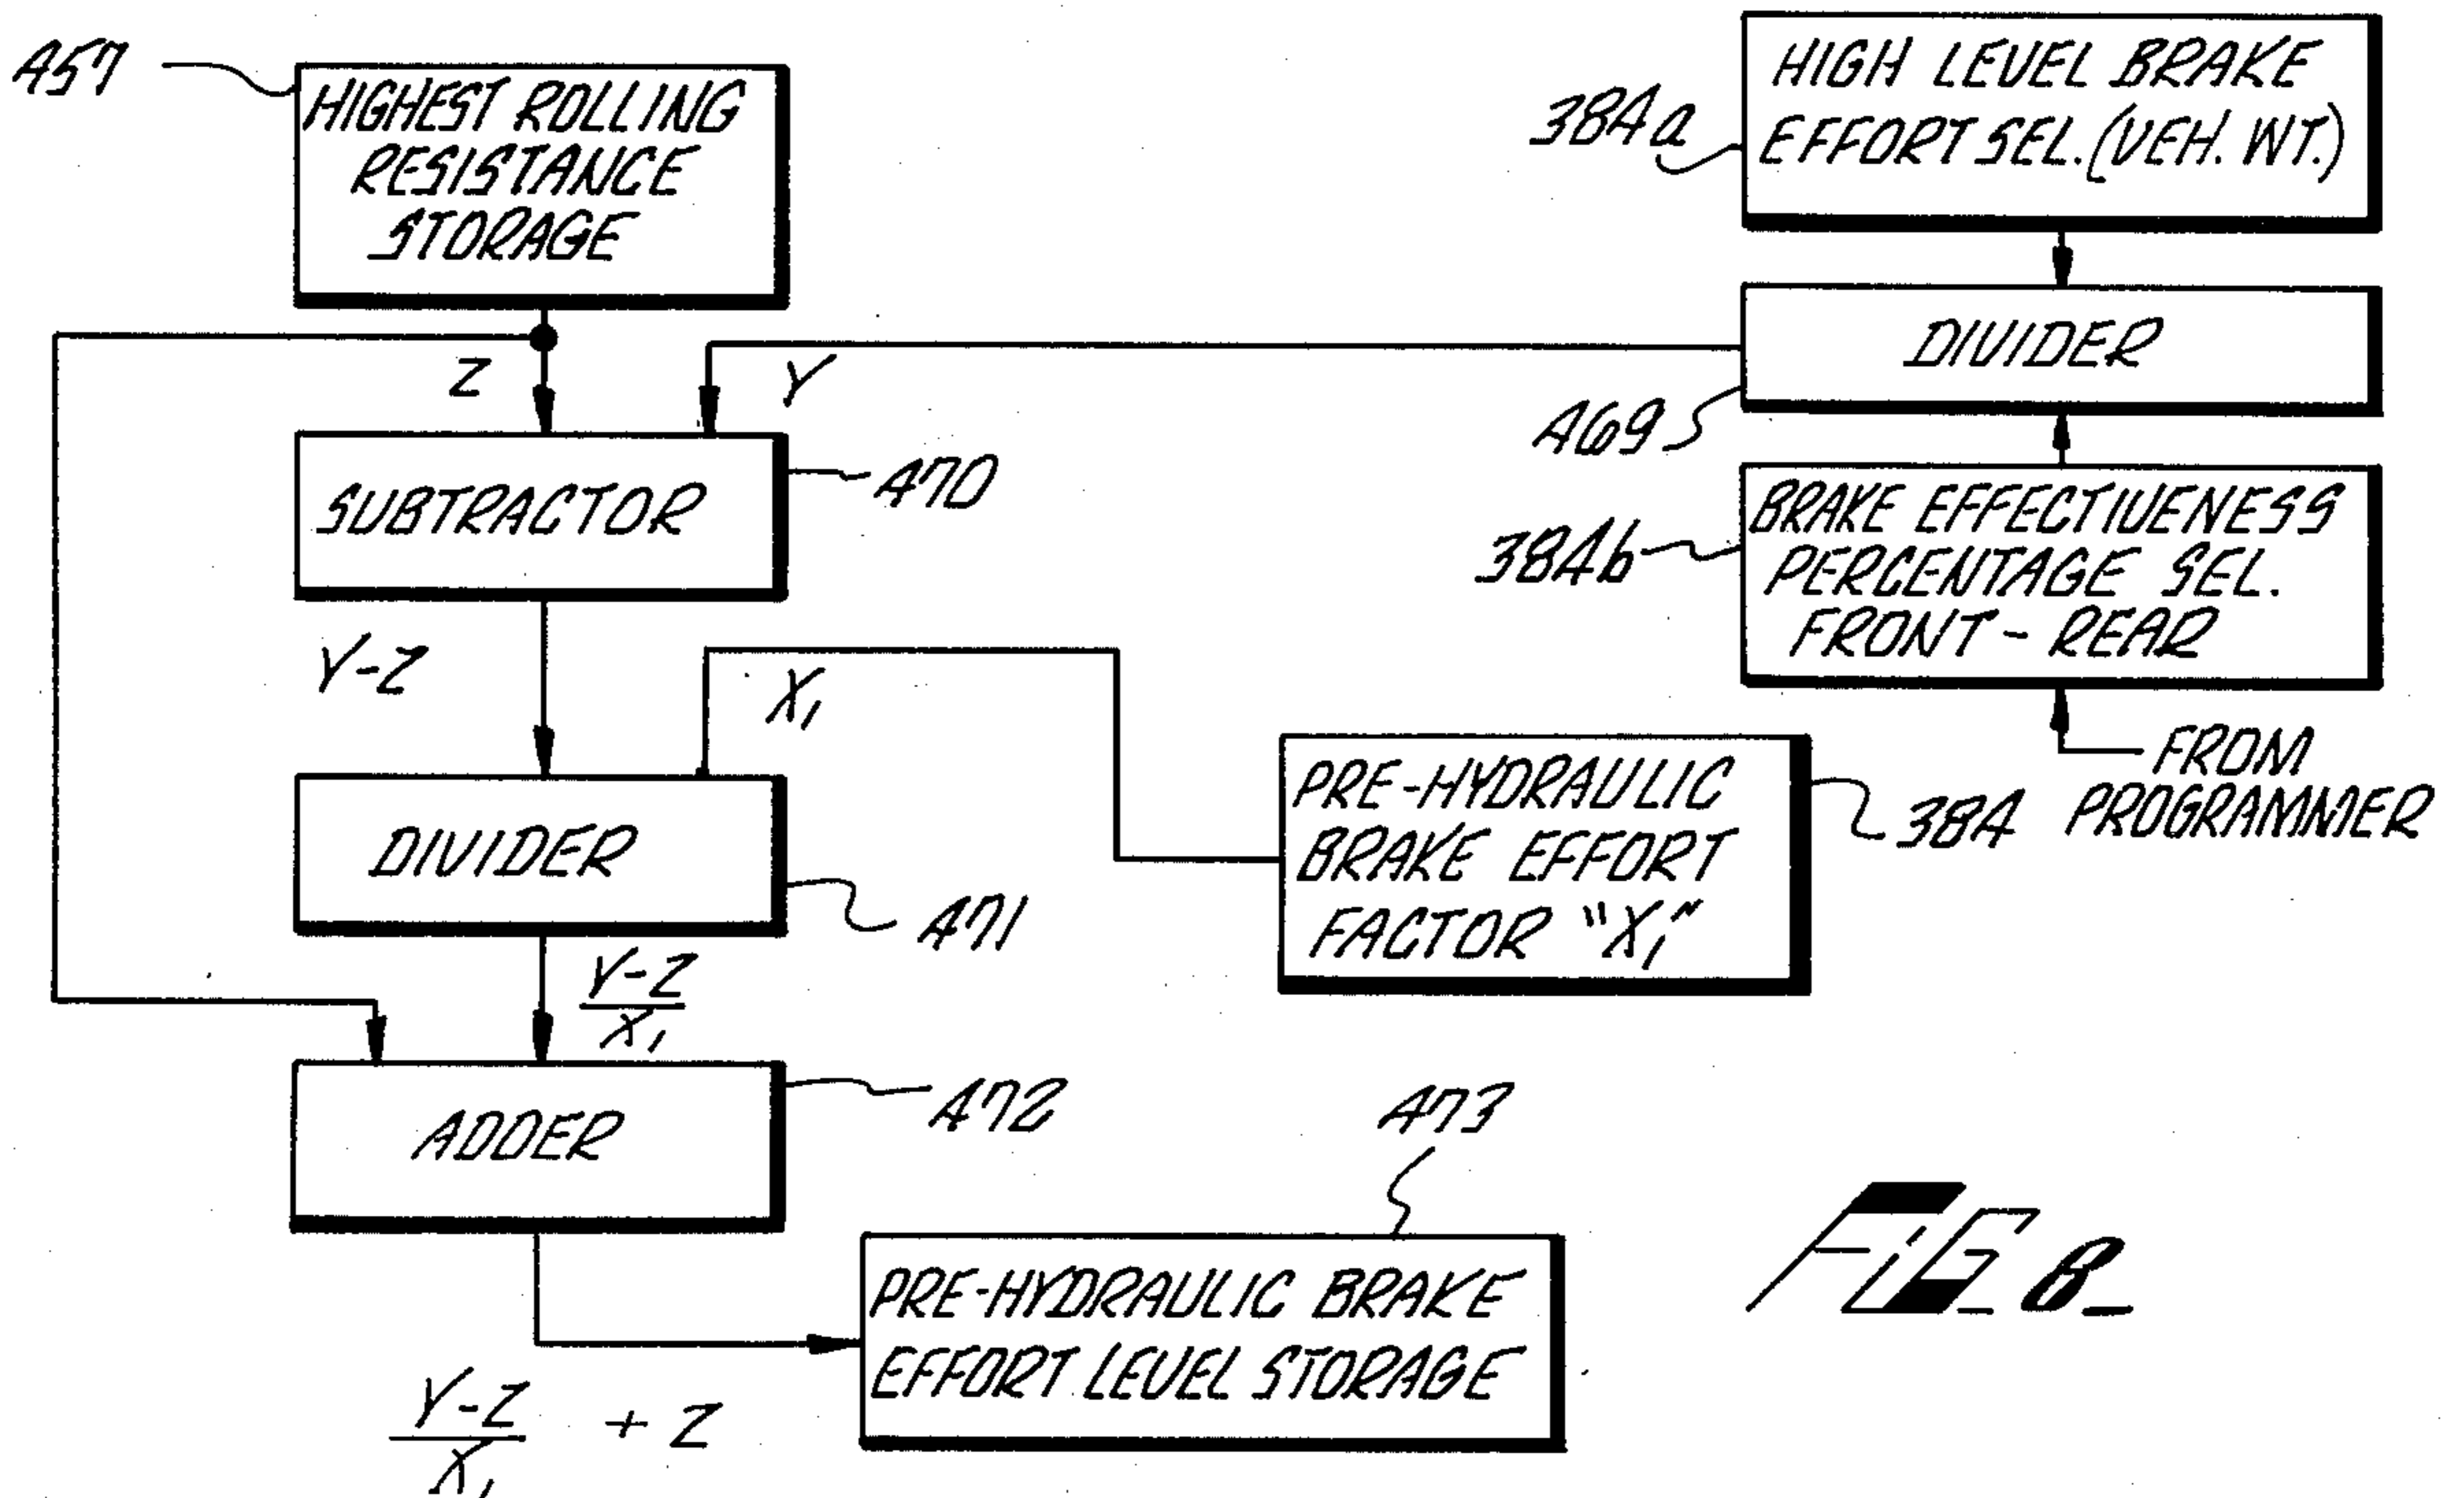 457
HIGHEST ROLLING
RESISTANCE
STORAGE
384a
HIGH LEVEL BRAKE
EFFORT SEL. (VEH. WT.)
Z
Y
DIVIDER
469
SUBTRACTOR
470
384b
BRAKE EFFECTIVENESS
PERCENTAGE SEL.
FRONT - REAR
Y-Z
X₁
FROM
PROGRAMMER
PRE-HYDRAULIC
BRAKE EFFORT
FACTOR "X₁"
384
DIVIDER
471
Y-Z
X₁
ADDER
472
473
PRE-HYDRAULIC BRAKE
EFFORT LEVEL STORAGE
Y-Z + Z
X₁
FIG 8